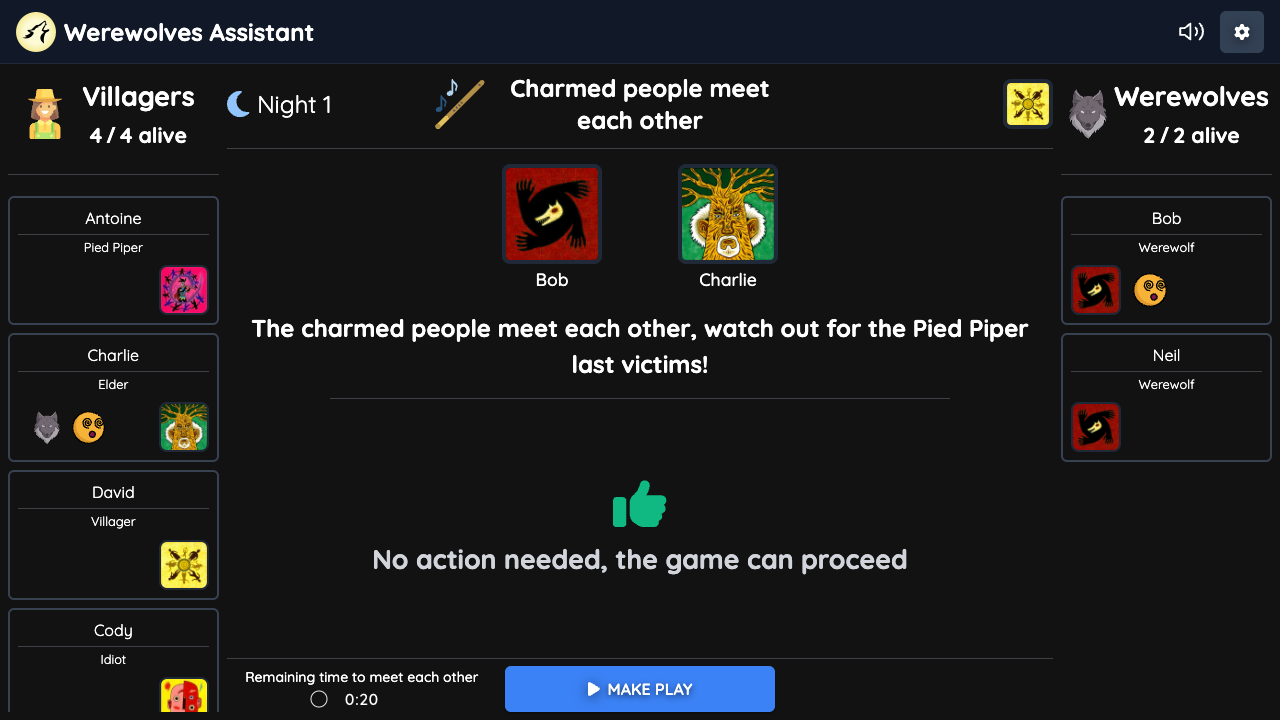 Werewolves Assistant
Villagers
4 / 4 alive
Night 1
Charmed people meet
each other
Werewolves
2 / 2 alive
Antoine
Pied Piper
Charlie
Elder
David
Villager
Cody
Idiot
Bob
Charlie
The charmed people meet each other, watch out for the Pied Piper
last victims!
No action needed, the game can proceed
Remaining time to meet each other
0:20
MAKE PLAY
Bob
Werewolf
Neil
Werewolf